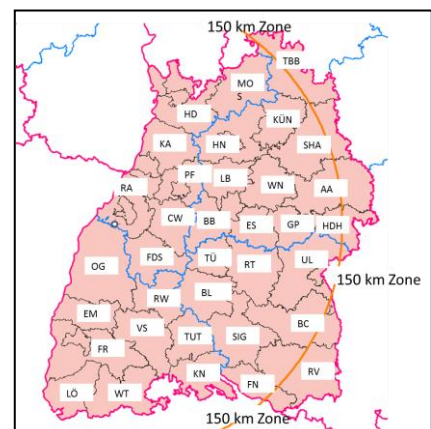 150 km Zone
TBB
MO
S
HD
KÜN
KA
HN
SHA
PF
LB
WN
AA
RA
CW
BB
ES
GP
HDH
OG
FDS
TÜ
RT
UL
150 km Zone
RW
BL
EM
VS
BC
FR
TUT
SIG
KN
RV
LÖ
WT
FN
150 km Zone